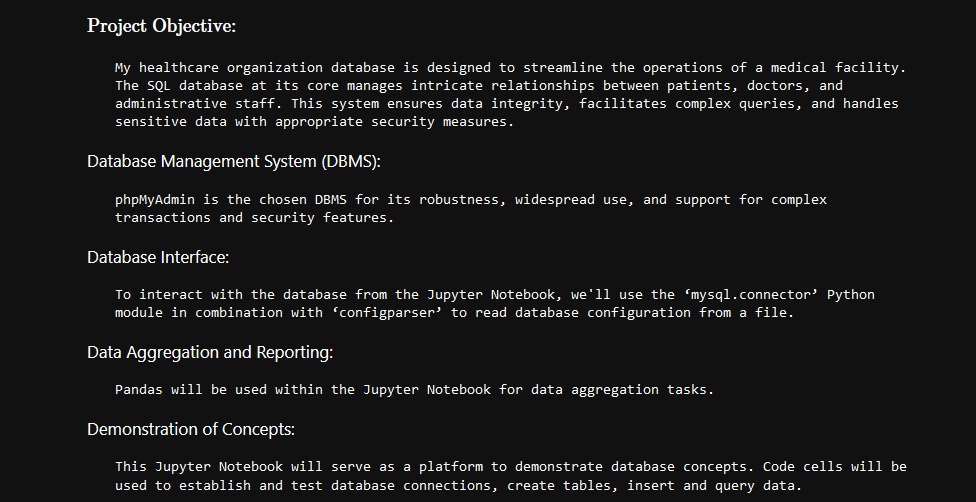 Project Objective:
My healthcare organization database is designed to streamline the operations of a medical facility.
The SQL database at its core manages intricate relationships between patients, doctors, and
administrative staff. This system ensures data integrity, facilitates complex queries, and handles
sensitive data with appropriate security measures.
Database Management System (DBMS):
phpMyAdmin is the chosen DBMS for its robustness, widespread use, and support for complex
transactions and security features.
Database Interface:
To interact with the database from the Jupyter Notebook, we'll use the ‘mysql.connector’ Python
module in combination with ‘configparser’ to read database configuration from a file.
Data Aggregation and Reporting:
Pandas will be used within the Jupyter Notebook for data aggregation tasks.
Demonstration of Concepts:
This Jupyter Notebook will serve as a platform to demonstrate database concepts. Code cells will be
used to establish and test database connections, create tables, insert and query data.